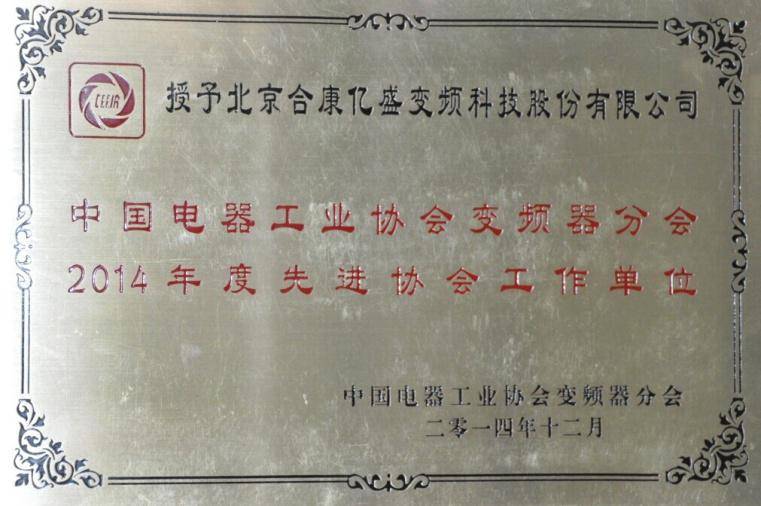 授予北京合康亿盛变频科技股份有限公司
中国电器工业协会变频器分会
2014年度先进协会工作单位
中国电器工业协会变频器分会
二零一四年十二月